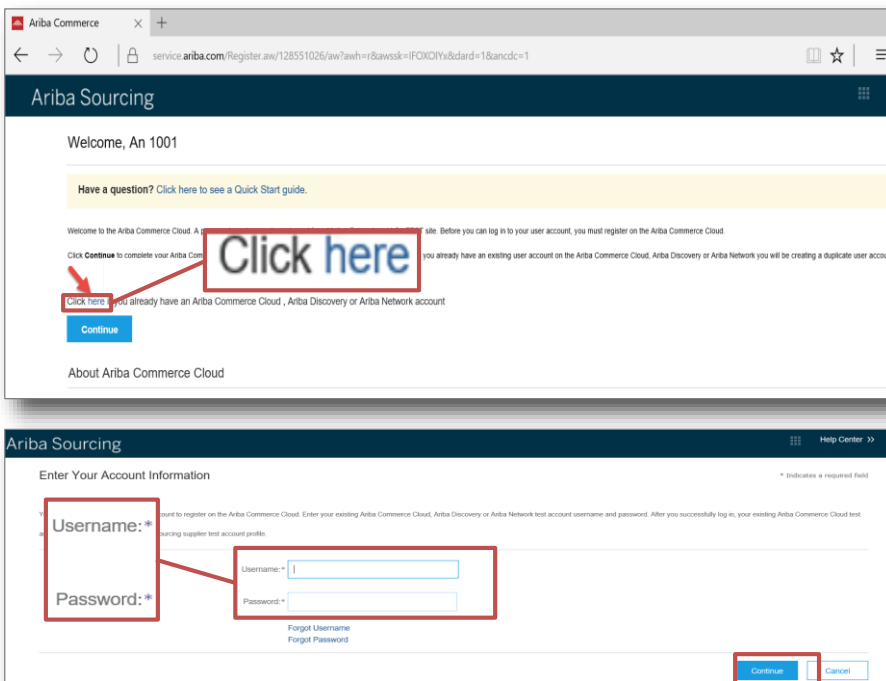 Ariba Commerce
service.ariba.com/Register.aw/128551026/aw?awh=r&awssk=IFOXOIYx&dard=1&ancdc=1
Ariba Sourcing
Welcome, An 1001
Have a question? Click here to see a Quick Start guide.
Welcome to the Ariba Commerce Cloud. A site. Before you can log in to your user account, you must register on the Ariba Commerce Cloud.
Click Continue to complete your Ariba Com you already have an existing user account on the Ariba Commerce Cloud, Ariba Discovery or Ariba Network you will be creating a duplicate user accou
Click here
Click here if you already have an Ariba Commerce Cloud , Ariba Discovery or Ariba Network account
Continue
About Ariba Commerce Cloud
Ariba Sourcing
Help Center »
Enter Your Account Information
* Indicates a required field
ount to register on the Ariba Commerce Cloud. Enter your existing Ariba Commerce Cloud, Ariba Discovery or Ariba Network test account username and password. After you successfully log in, your existing Ariba Commerce Cloud test
ourcing supplier test account profile.
Username:*
Password:*
Username:*
Password:*
Forgot Username
Forgot Password
Continue
Cancel